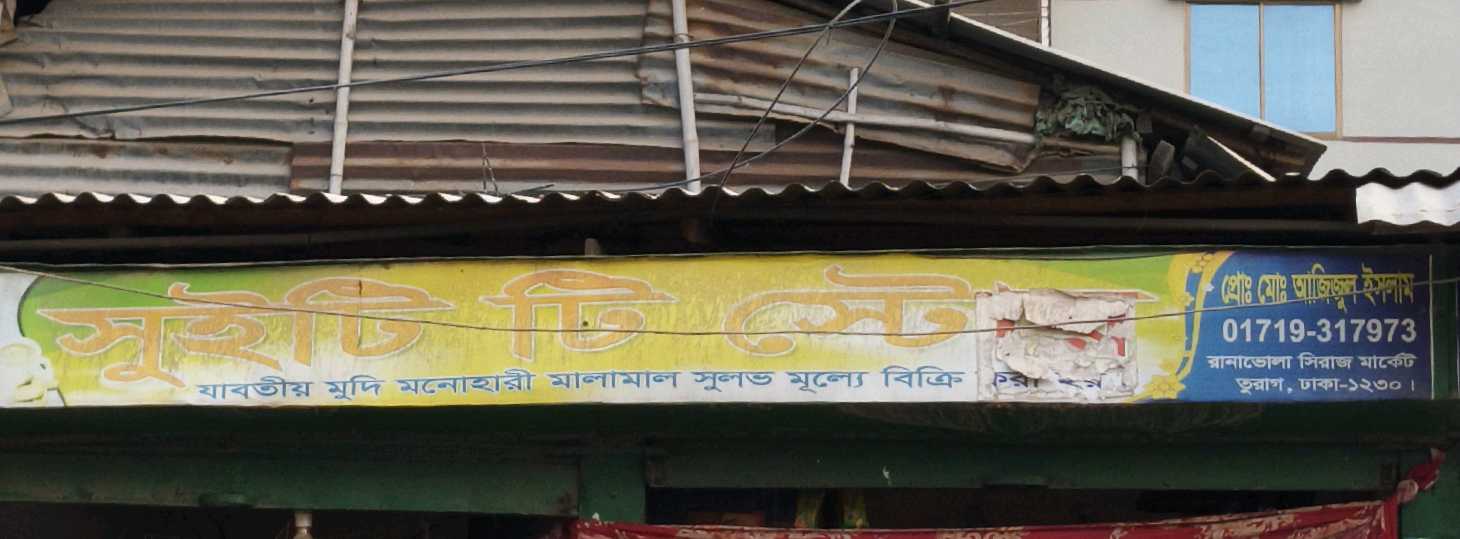 সুইটি টি স্টোর
যাবতীয় মুদি মনোহারী মালামাল সুলভ মূল্যে বিক্রি করা হয়
প্রোঃ মোঃ আজিজুল ইসলাম
01719-317973
রানাভোলা সিরাজ মার্কেট
তুরাগ, ঢাকা-১২৩০।